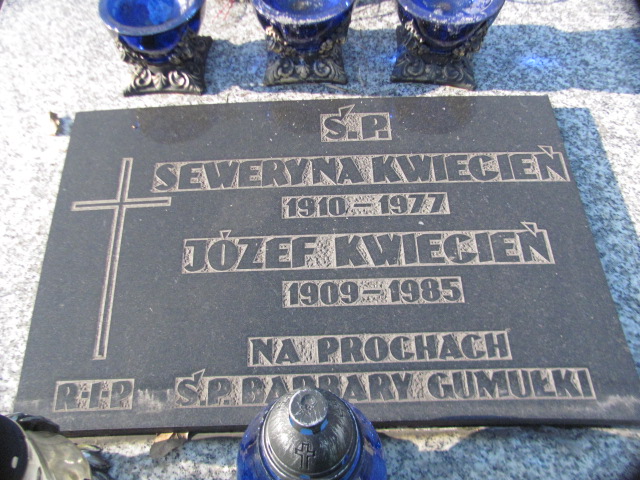 Ś.P.
SEWERYNA KWIECIEŃ
1910-1977
JÓZEF KWIECIEŃ
1909-1985
NA PROCHACH
R.I.P. Ś.P. BARBARY GUMUŁKI